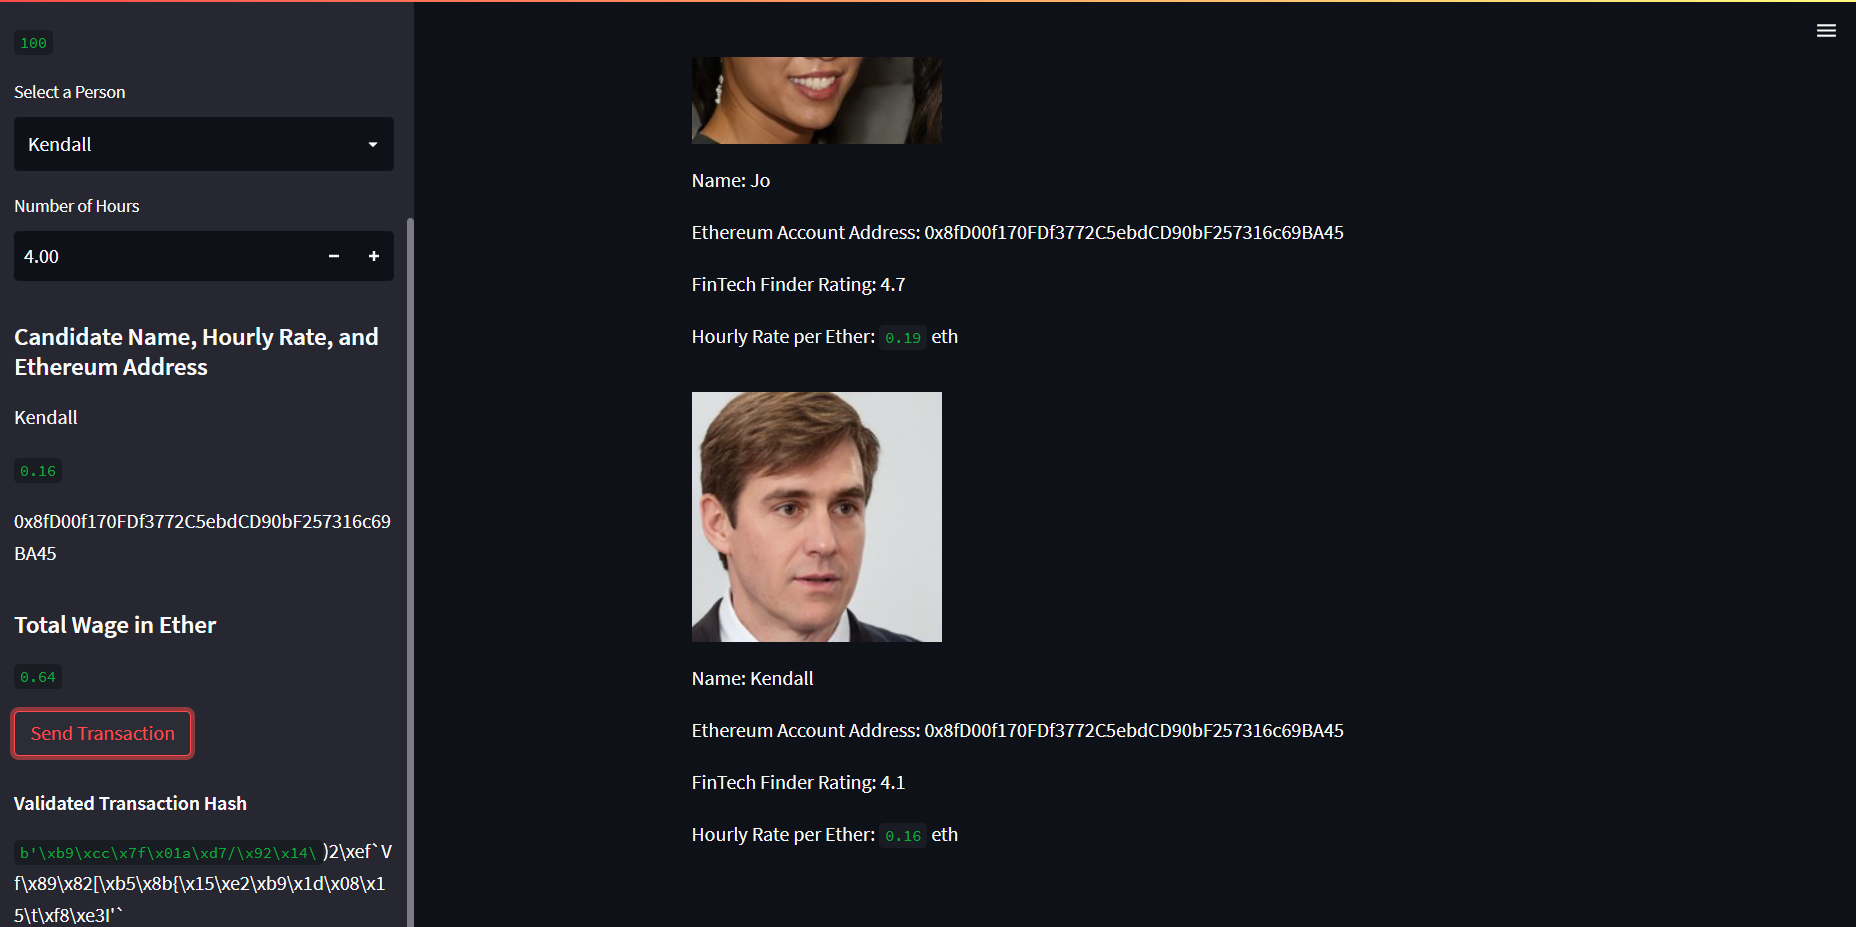 100
Select a Person
Kendall
Number of Hours
4.00
Candidate Name, Hourly Rate, and
Ethereum Address
Kendall
0.16
0x8fD00f170FDf3772C5ebdCD90bF257316c69
BA45
Total Wage in Ether
0.64
Send Transaction
Validated Transaction Hash
b'\xb9\xcc\x7f\x01a\xd7/\x92\x14\ )2\xef`V
f\x89\x82[\xb5\x8b{\x15\xe2\xb9\x1d\x08\x1
5\t\xf8\xe3I'`
Name: Jo
Ethereum Account Address: 0x8fD00f170FDf3772C5ebdCD90bF257316c69BA45
FinTech Finder Rating: 4.7
Hourly Rate per Ether: 0.19 eth
Name: Kendall
Ethereum Account Address: 0x8fD00f170FDf3772C5ebdCD90bF257316c69BA45
FinTech Finder Rating: 4.1
Hourly Rate per Ether: 0.16 eth